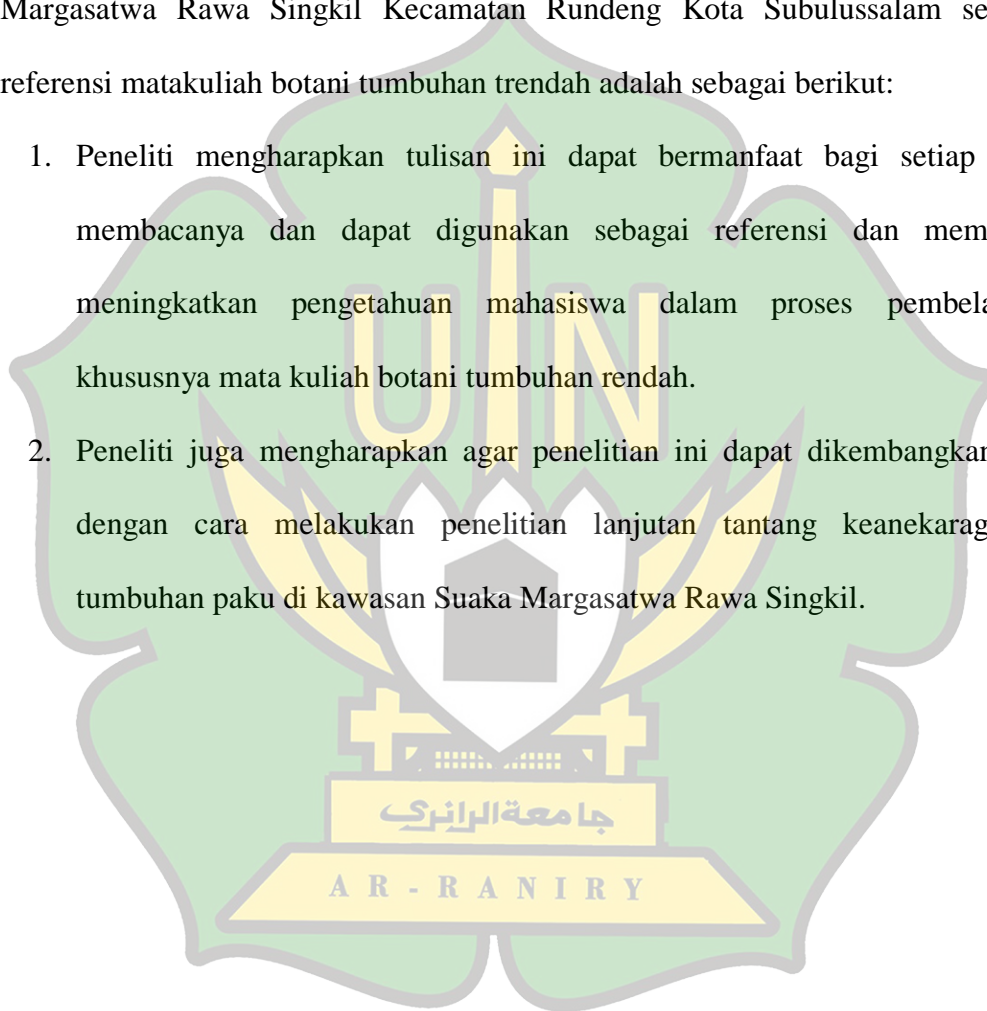 Margasatwa Rawa Singkil Kecamatan Rundeng Kota Subulussalam se
referensi matakuliah botani tumbuhan trendah adalah sebagai berikut:
1. Peneliti mengharapkan tulisan ini dapat bermanfaat bagi setiap
membacanya dan dapat digunakan sebagai referensi dan mem
meningkatkan pengetahuan mahasiswa dalam proses pembela
khususnya mata kuliah botani tumbuhan rendah.
2. Peneliti juga mengharapkan agar penelitian ini dapat dikembangkan
dengan cara melakukan penelitian lanjutan tantang keanekarag
tumbuhan paku di kawasan Suaka Margasatwa Rawa Singkil.
UIN
جامعة الرانري
AR-RANIRY